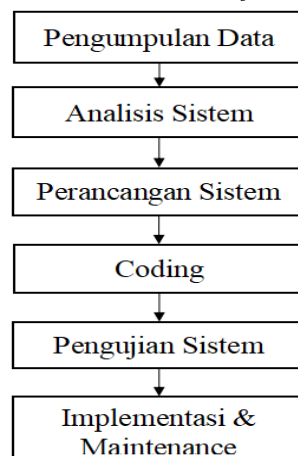 Pengumpulan Data
Analisis Sistem
Perancangan Sistem
Coding
Pengujian Sistem
Implementasi &
Maintenance